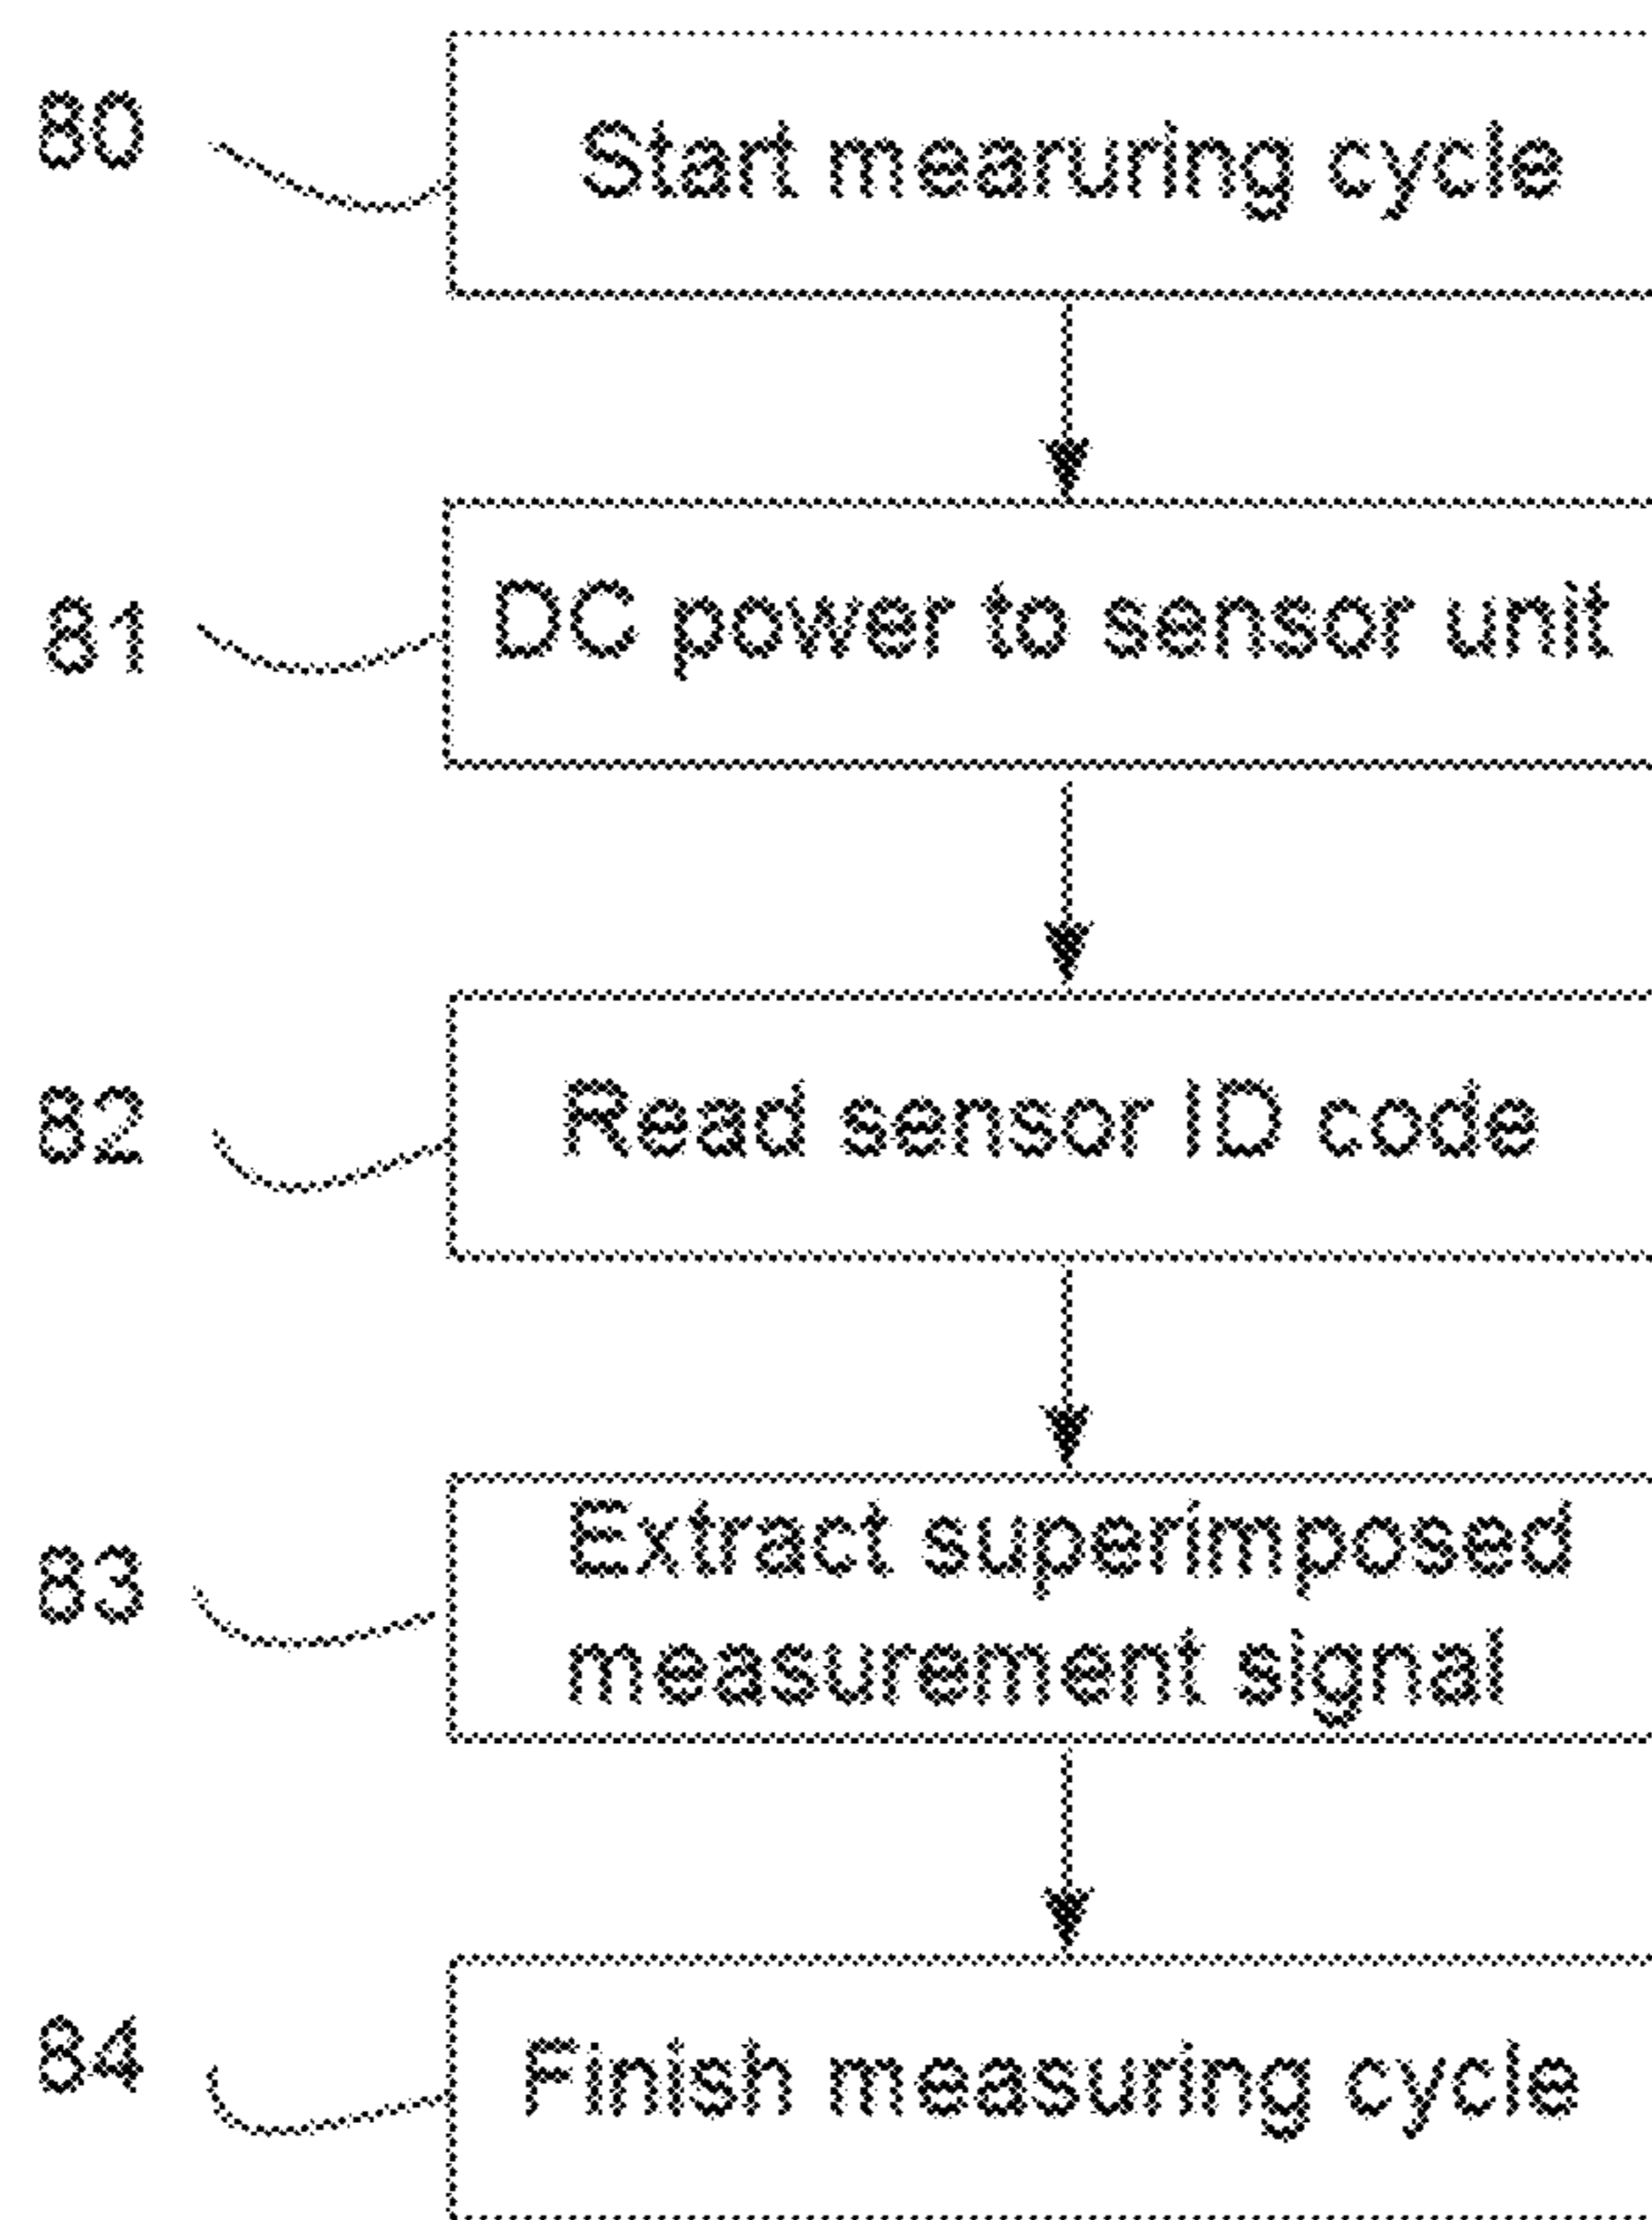 80
Start mearuring cycle
81
DC power to sensor unit
82
Read sensor ID code
83
Extract superimposed
measurement signal
84
Finish measuring cycle